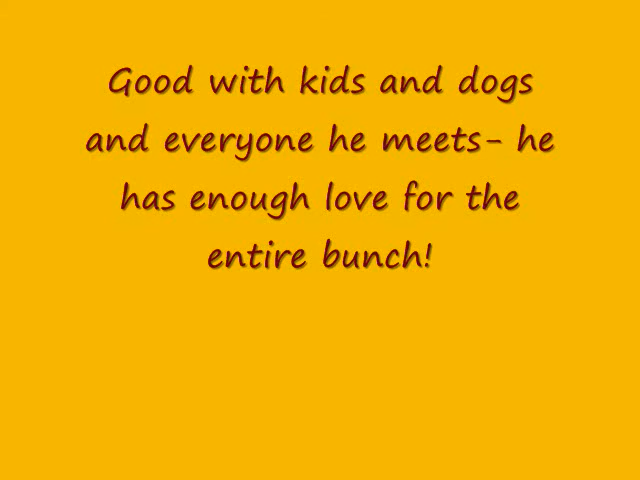 Good with kids and dogs
and everyone he meets- he
has enough love for the
entire bunch!